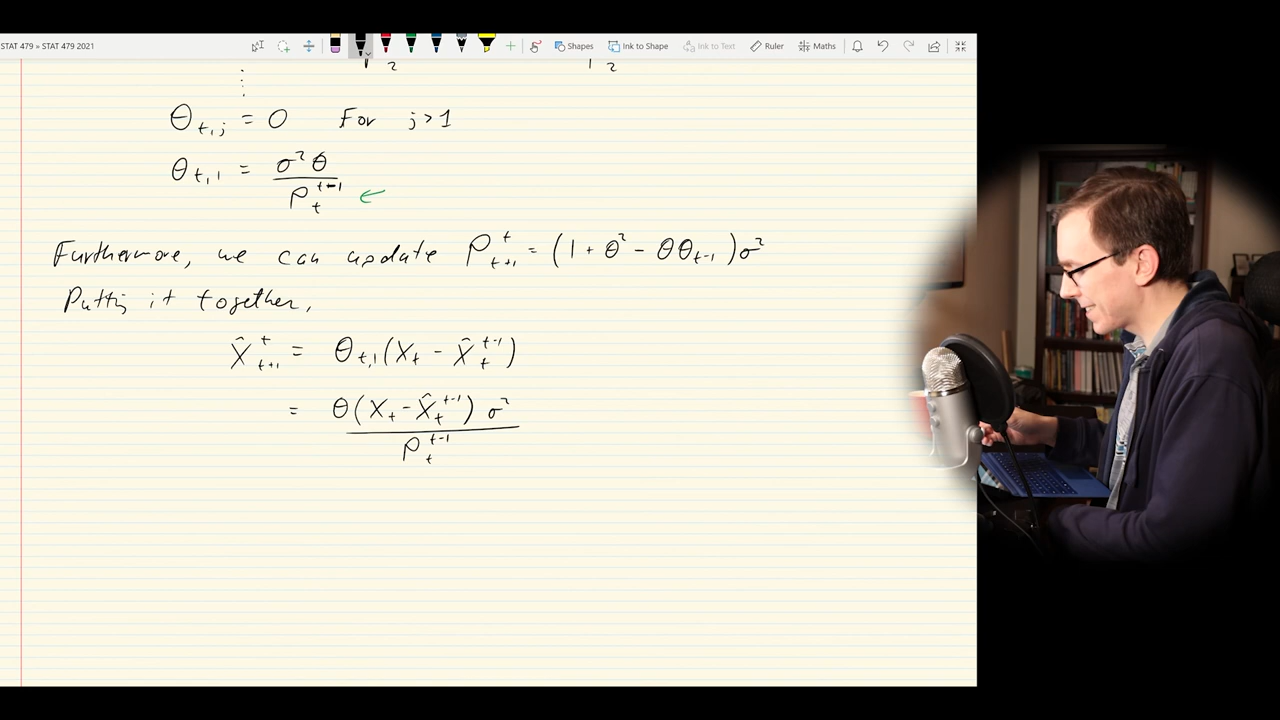 STAT 479 » STAT 479 2021
Shapes Ink to Shape Ink to Text Ruler Maths
θ_{t,j} = 0 For j > 1
θ_{t,1} = σ²θ / P_t^{t-1} ←
Furthermore, we can update P_{t+1}^t = (1 + θ² - θθ_{t-1})σ²
Putting it together,
X̂_{t+1}^t = θ_{t,1}(X_t - X̂_t^{t-1})
= θ(X_t - X̂_t^{t-1}) σ² / P_t^{t-1}